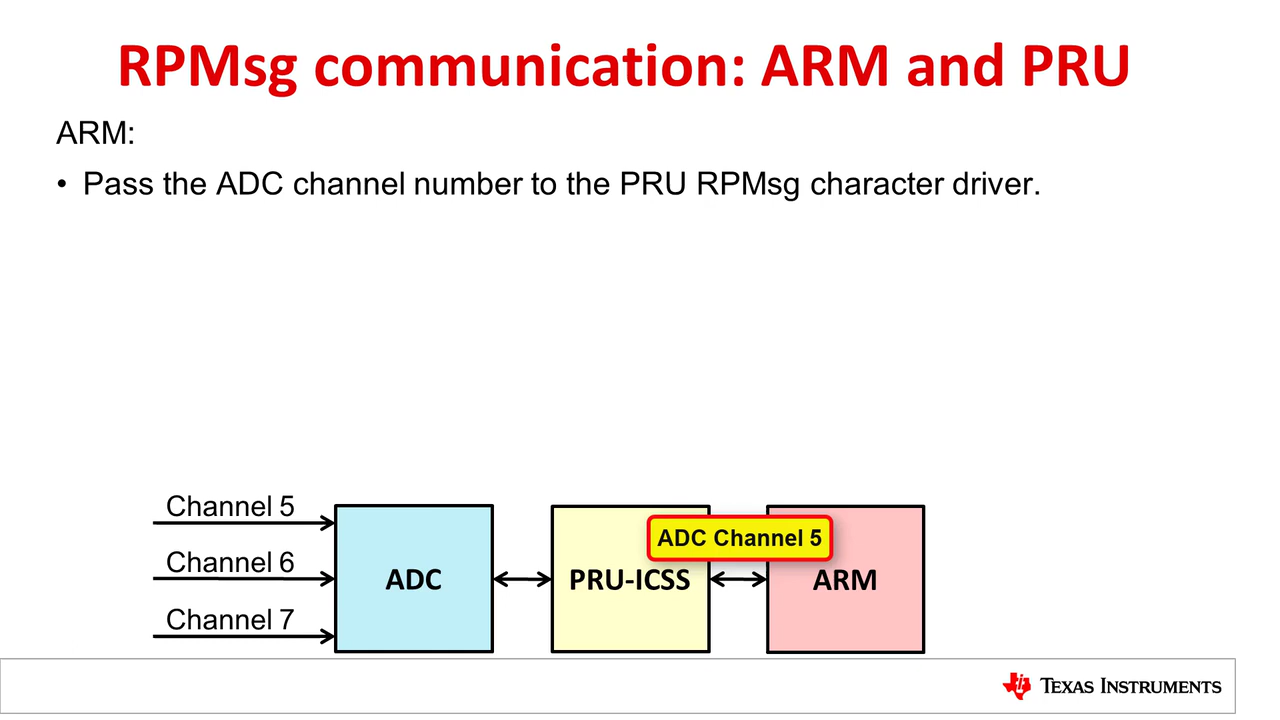 RPMsg communication: ARM and PRU
ARM:
• Pass the ADC channel number to the PRU RPMsg character driver.
Channel 5
Channel 6
Channel 7
ADC
PRU-ICSS
ADC Channel 5
ARM
TEXAS INSTRUMENTS